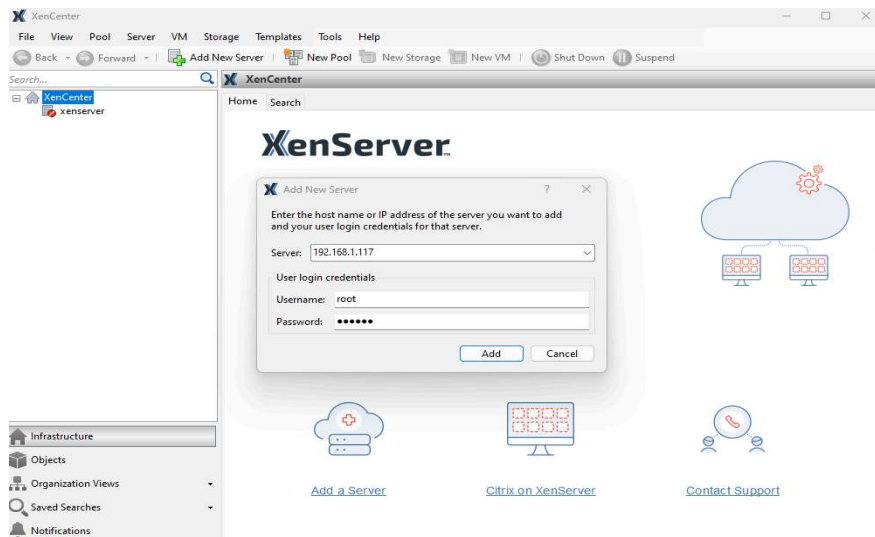 XenCenter
File View Pool Server VM Storage Templates Tools Help
Back Forward Add New Server New Pool New Storage New VM Shut Down Suspend
Search...
XenCenter
XenCenter
xenserver
Home Search
XenServer
Add New Server ? ×
Enter the host name or IP address of the server you want to add
and your user login credentials for that server.
Server: 192.168.1.117
User login credentials
Username: root
Password: ●●●●●●
Add Cancel
Add a Server Citrix on XenServer Contact Support
Infrastructure
Objects
Organization Views
Saved Searches
Notifications